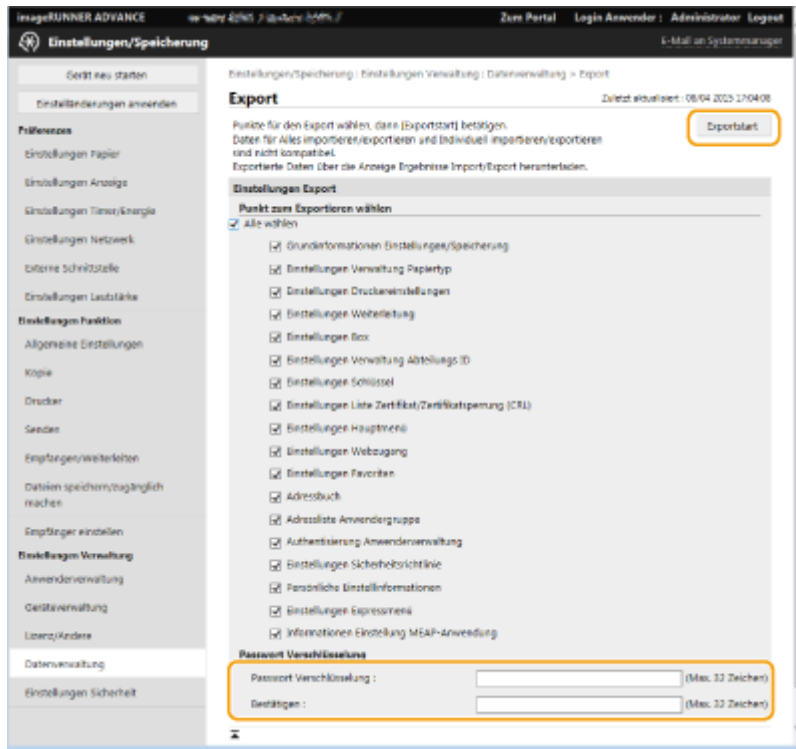 imageRUNNER ADVANCE
Zum Portal Login Anwender : Administrator Logout
Einstellungen/Speicherung
E-Mail an Systemmanager
Gerät neu starten
Einstelländerungen anwenden
Präferenzen
Einstellungen Papier
Einstellungen Anzeige
Einstellungen Timer/Energie
Einstellungen Netzwerk
Externe Schnittstelle
Einstellungen Lautstärke
Einstellungen Funktion
Allgemeine Einstellungen
Kopie
Drucker
Senden
Empfangen/Weiterleiten
Dateien speichern/zugänglich
machen
Empfänger einstellen
Einstellungen Verwaltung
Anwenderverwaltung
Geräteverwaltung
Lizenz/Andere
Datenverwaltung
Einstellungen Sicherheit
Einstellungen/Speicherung : Einstellungen Verwaltung : Datenverwaltung > Export
Export
Zuletzt aktualisiert : 08/04 2015 17:04:08
Punkte für den Export wählen, dann [Exportstart] betätigen.
Daten für Alles importieren/exportieren und Individuell importieren/exportieren
sind nicht kompatibel.
Exportierte Daten über die Anzeige Ergebnisse Import/Export herunterladen.
Exportstart
Einstellungen Export
Punkt zum Exportieren wählen
Alle wählen
Grundinformationen Einstellungen/Speicherung
Einstellungen Verwaltung Papiertyp
Einstellungen Druckereinstellungen
Einstellungen Weiterleitung
Einstellungen Box
Einstellungen Verwaltung Abteilungs ID
Einstellungen Schlüssel
Einstellungen Liste Zertifikat/Zertifikatsperrung (CRL)
Einstellungen Hauptmenü
Einstellungen Webzugang
Einstellungen Favoriten
Adressbuch
Adressliste Anwendergruppe
Authentisierung Anwenderverwaltung
Einstellungen Sicherheitsrichtlinie
Persönliche Einstellinformationen
Einstellungen Expressmenü
Informationen Einstellung MEAP-Anwendung
Passwort Verschlüsselung
Passwort Verschlüsselung :
(Max. 32 Zeichen)
Bestätigen :
(Max. 32 Zeichen)